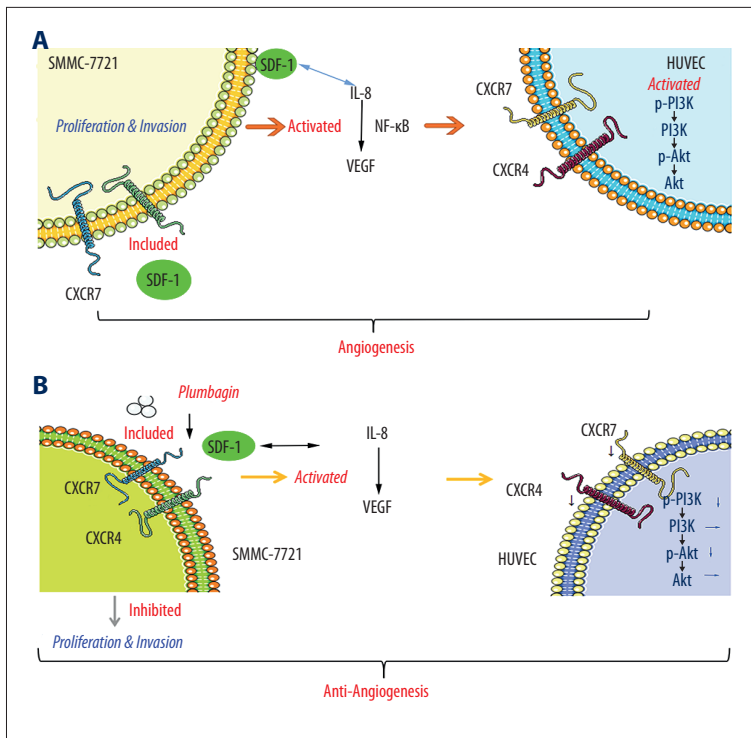 A
SMMC-7721
SDF-1
IL-8
Proliferation & Invasion
Activated
NF-κB
VEGF
CXCR7
CXCR4
HUVEC
Activated
p-PI3K
PI3K
p-Akt
Akt
Included
SDF-1
CXCR7
Angiogenesis
B
Plumbagin
Included
SDF-1
IL-8
CXCR7
Activated
CXCR4
VEGF
SMMC-7721
CXCR7
CXCR4
p-PI3K ↓
PI3K →
p-Akt ↓
Akt →
HUVEC
Inhibited
Proliferation & Invasion
Anti-Angiogenesis